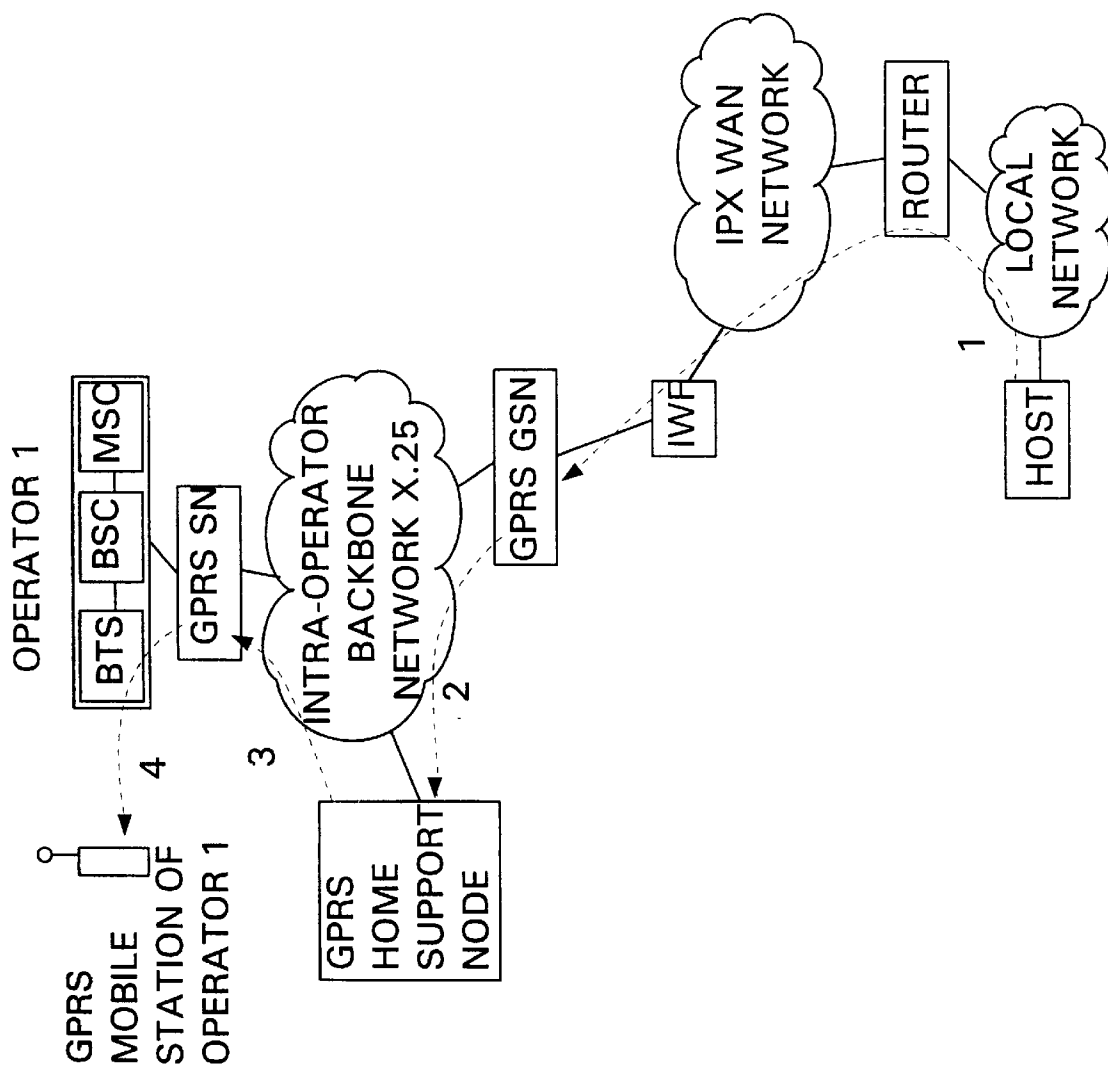 OPERATOR 1
BTS
BSC
MSC
GPRS
MOBILE
STATION OF
OPERATOR 1
4
GPRS SN
3
INTRA-OPERATOR
BACKBONE
NETWORK X.25
GPRS
HOME
SUPPORT
NODE
2
GPRS GSN
IWF
IPX WAN
NETWORK
ROUTER
1
LOCAL
NETWORK
HOST